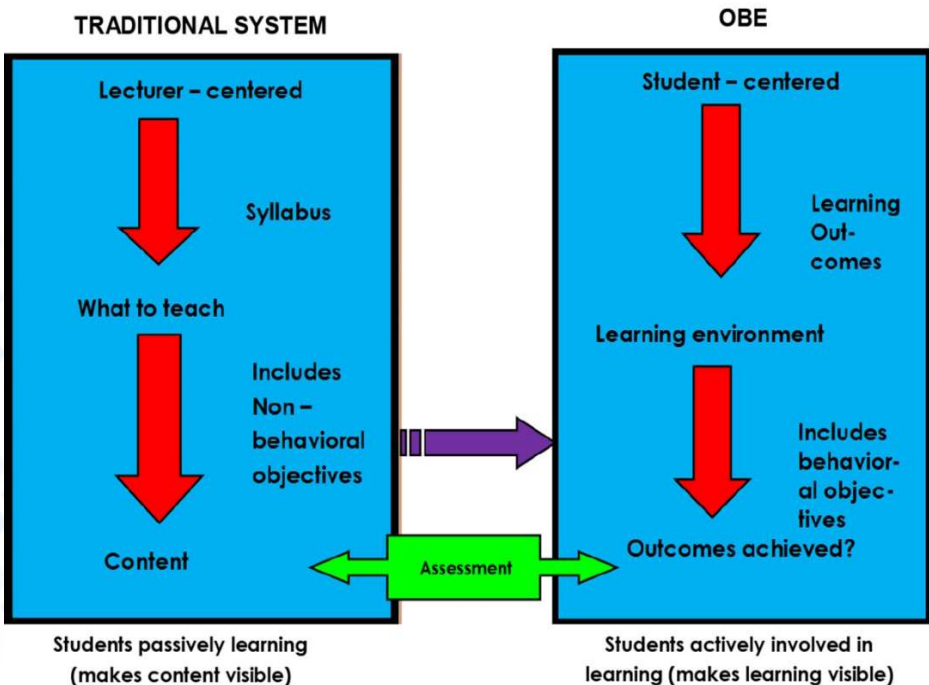 TRADITIONAL SYSTEM
Lecturer – centered
Syllabus
What to teach
Includes
Non –
behavioral
objectives
Content
Students passively learning
(makes content visible)
Assessment
OBE
Student – centered
Learning
Out-
comes
Learning environment
Includes
behavior-
al objec-
tives
Outcomes achieved?
Students actively involved in
learning (makes learning visible)